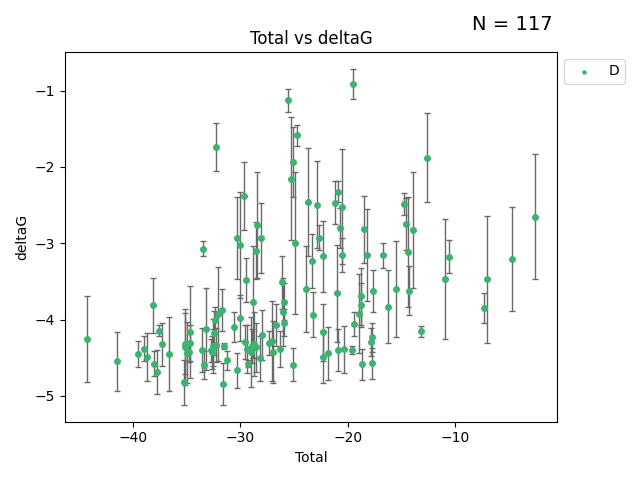 N = 117
Total vs deltaG
D
−1
−2
−3
−4
−5
deltaG
−40 −30 −20 −10
Total